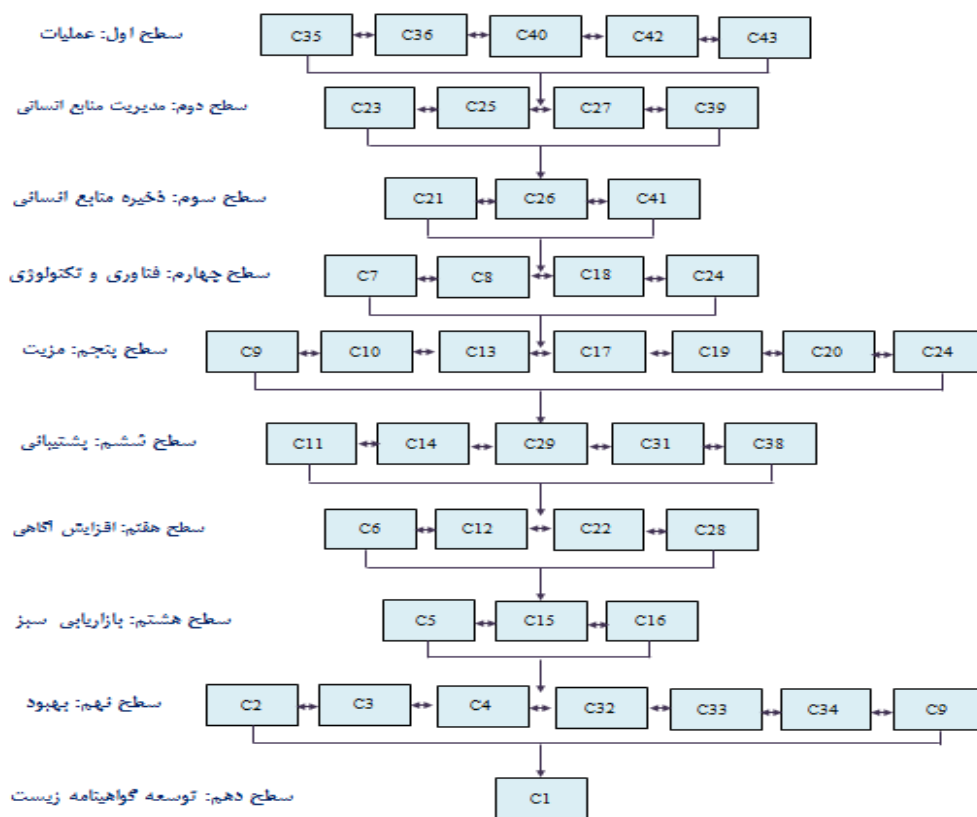 سطح اول: عملیات
C35 C36 C40 C42 C43
سطح دوم: مدیریت منابع انسانی
C23 C25 C27 C39
سطح سوم: ذخیره منابع انسانی
C21 C26 C41
سطح چهارم: فناوری و تکنولوژی
C7 C8 C18 C24
سطح پنجم: مزیت
C9 C10 C13 C17 C19 C20 C24
سطح ششم: پشتیبانی
C11 C14 C29 C31 C38
سطح هفتم: افزایش آگاهی
C6 C12 C22 C28
سطح هشتم: بازاریابی سبز
C5 C15 C16
سطح نهم: بهبود
C2 C3 C4 C32 C33 C34 C9
سطح دهم: توسعه گواهینامه زیست
C1